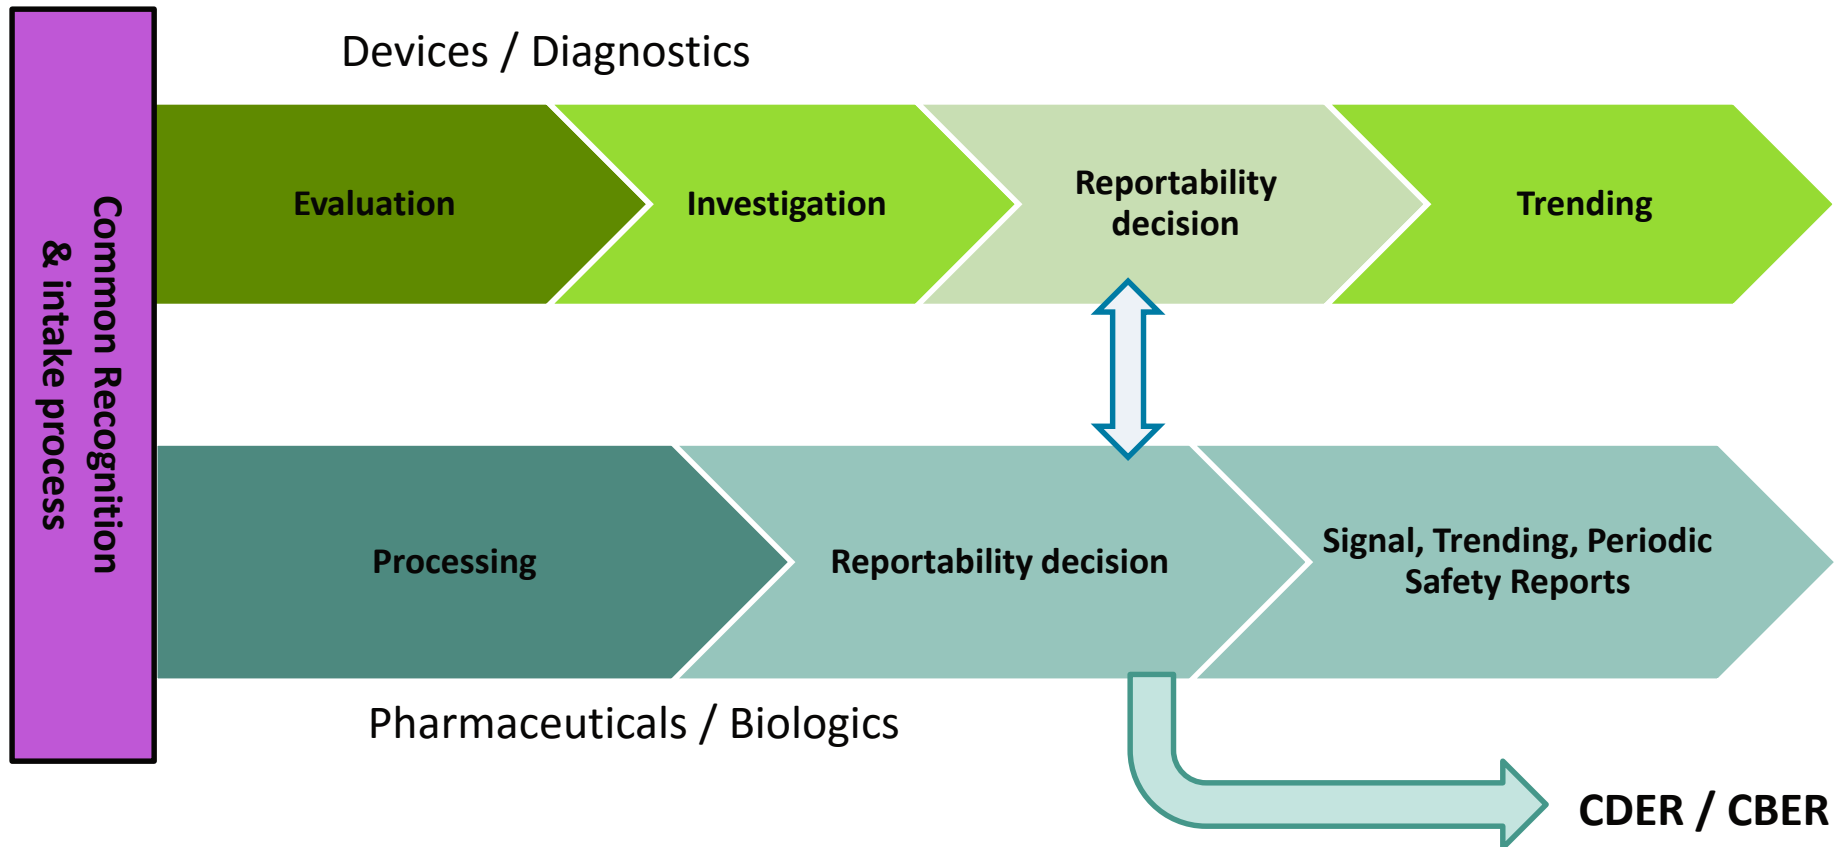 Devices / Diagnostics
Common Recognition
& intake process
Evaluation
Investigation
Reportability
decision
Trending
Processing
Reportability decision
Signal, Trending, Periodic
Safety Reports
Pharmaceuticals / Biologics
CDER / CBER